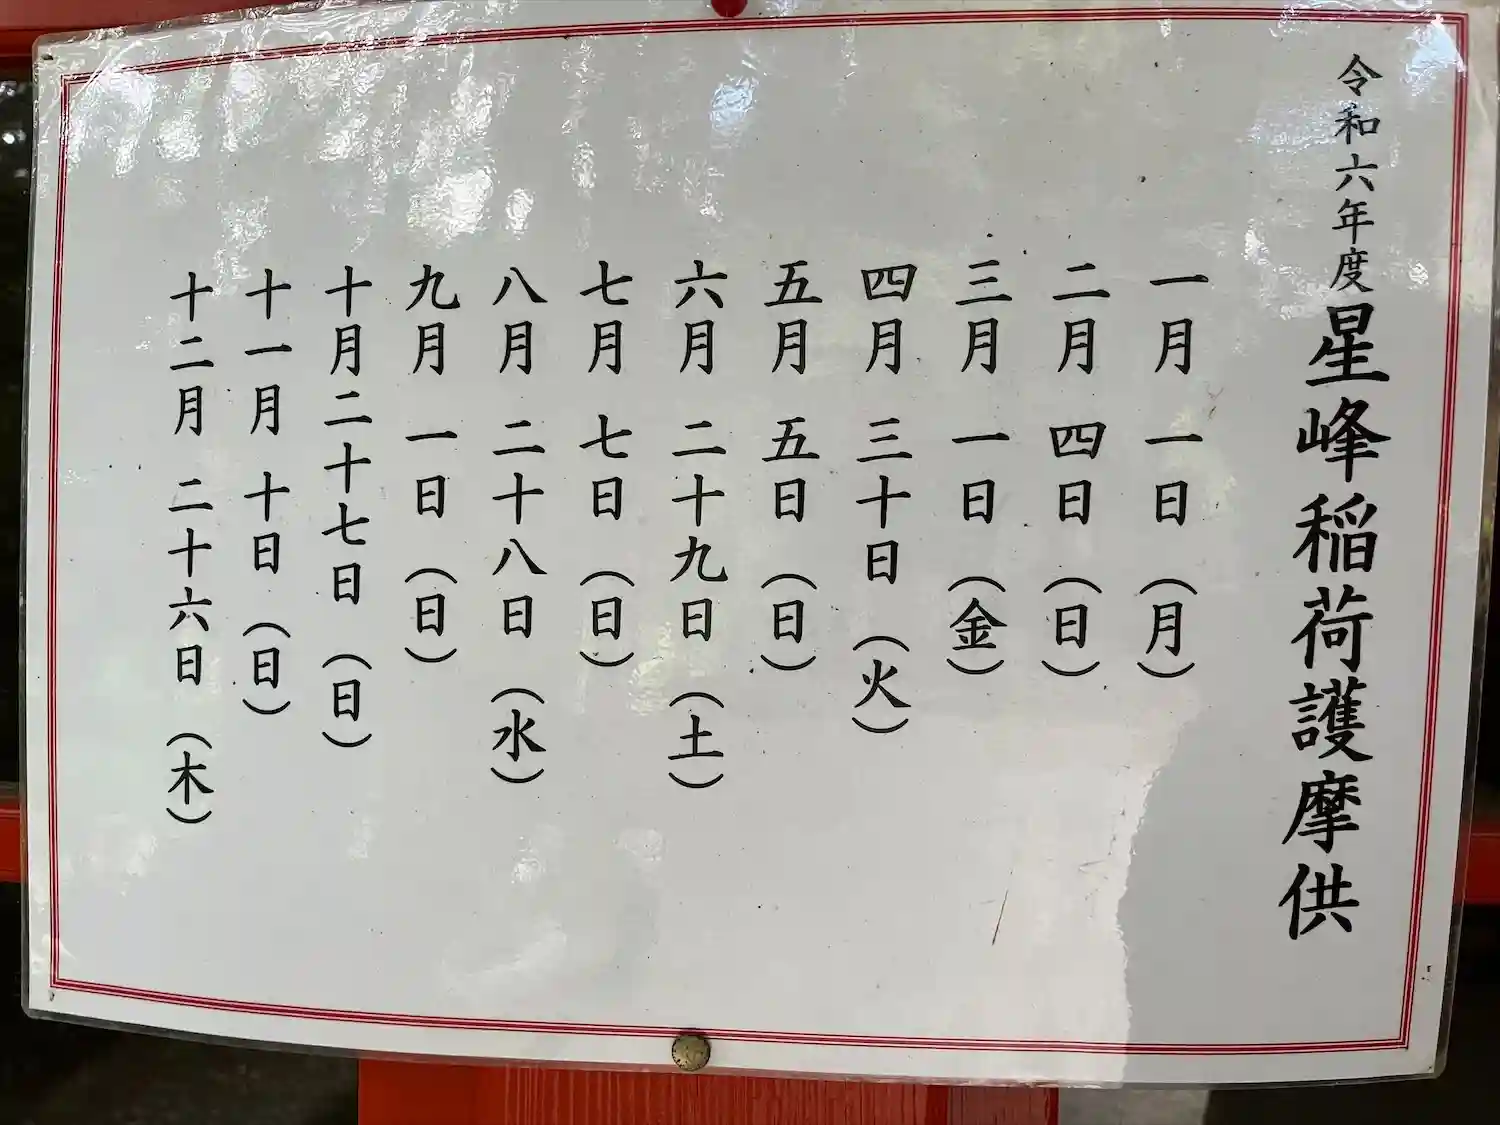 令和六年度星峰稲荷護摩供
一月 一日（月）
二月 四日（日）
三月 一日（金）
四月 三十日（火）
五月 五日（日）
六月 二十九日（土）
七月 七日（日）
八月 二十八日（水）
九月 一日（日）
十月二十七日（日）
十一月 十日（日）
十二月 二十六日（木）